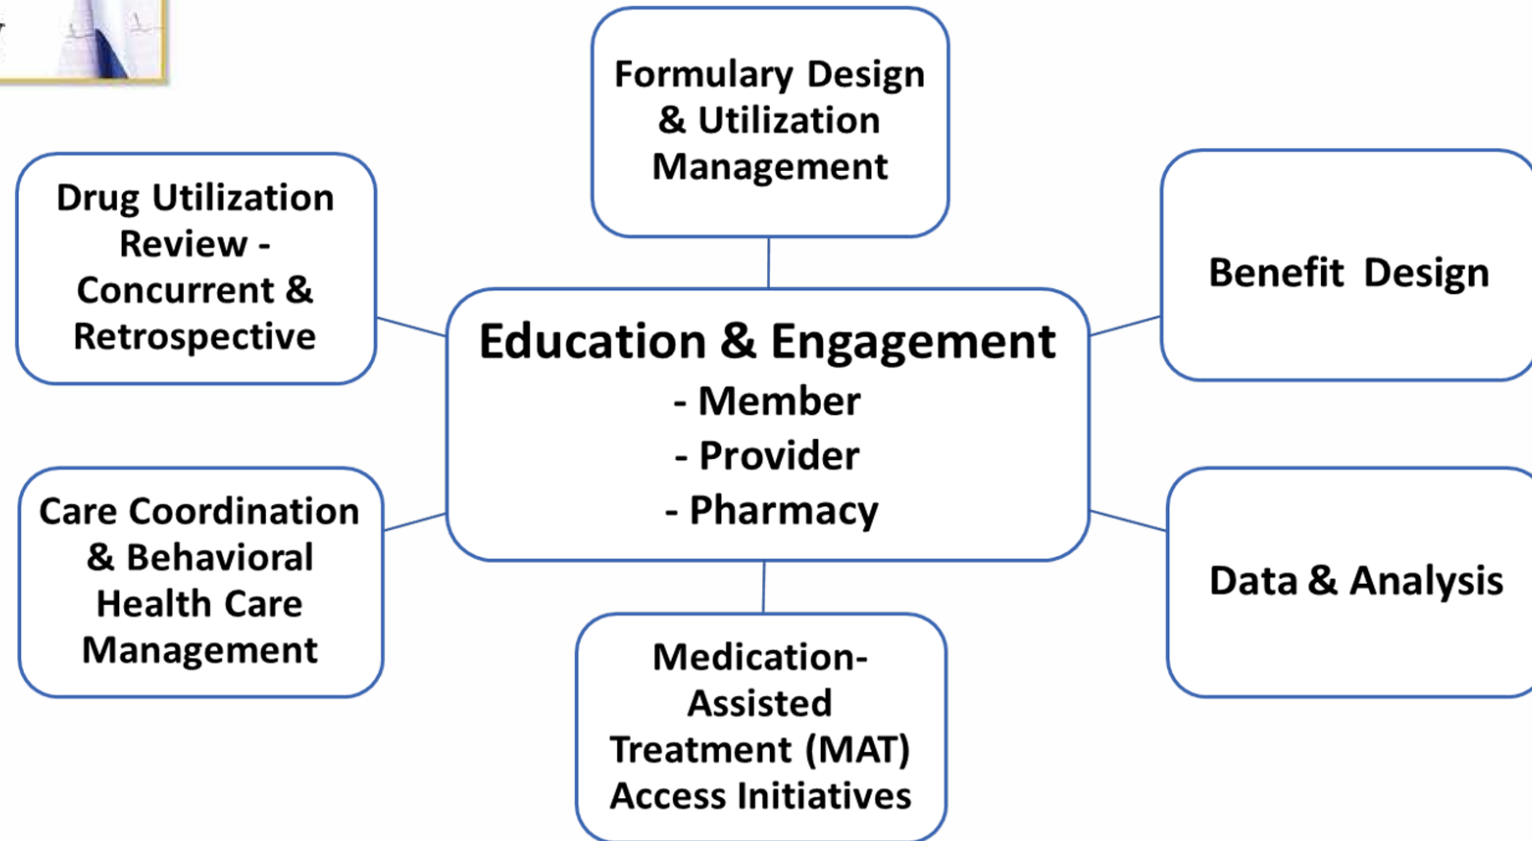 Formulary Design
& Utilization
Management
Drug Utilization
Review -
Concurrent &
Retrospective
Benefit Design
Education & Engagement
- Member
- Provider
- Pharmacy
Care Coordination
& Behavioral
Health Care
Management
Data & Analysis
Medication-
Assisted
Treatment (MAT)
Access Initiatives